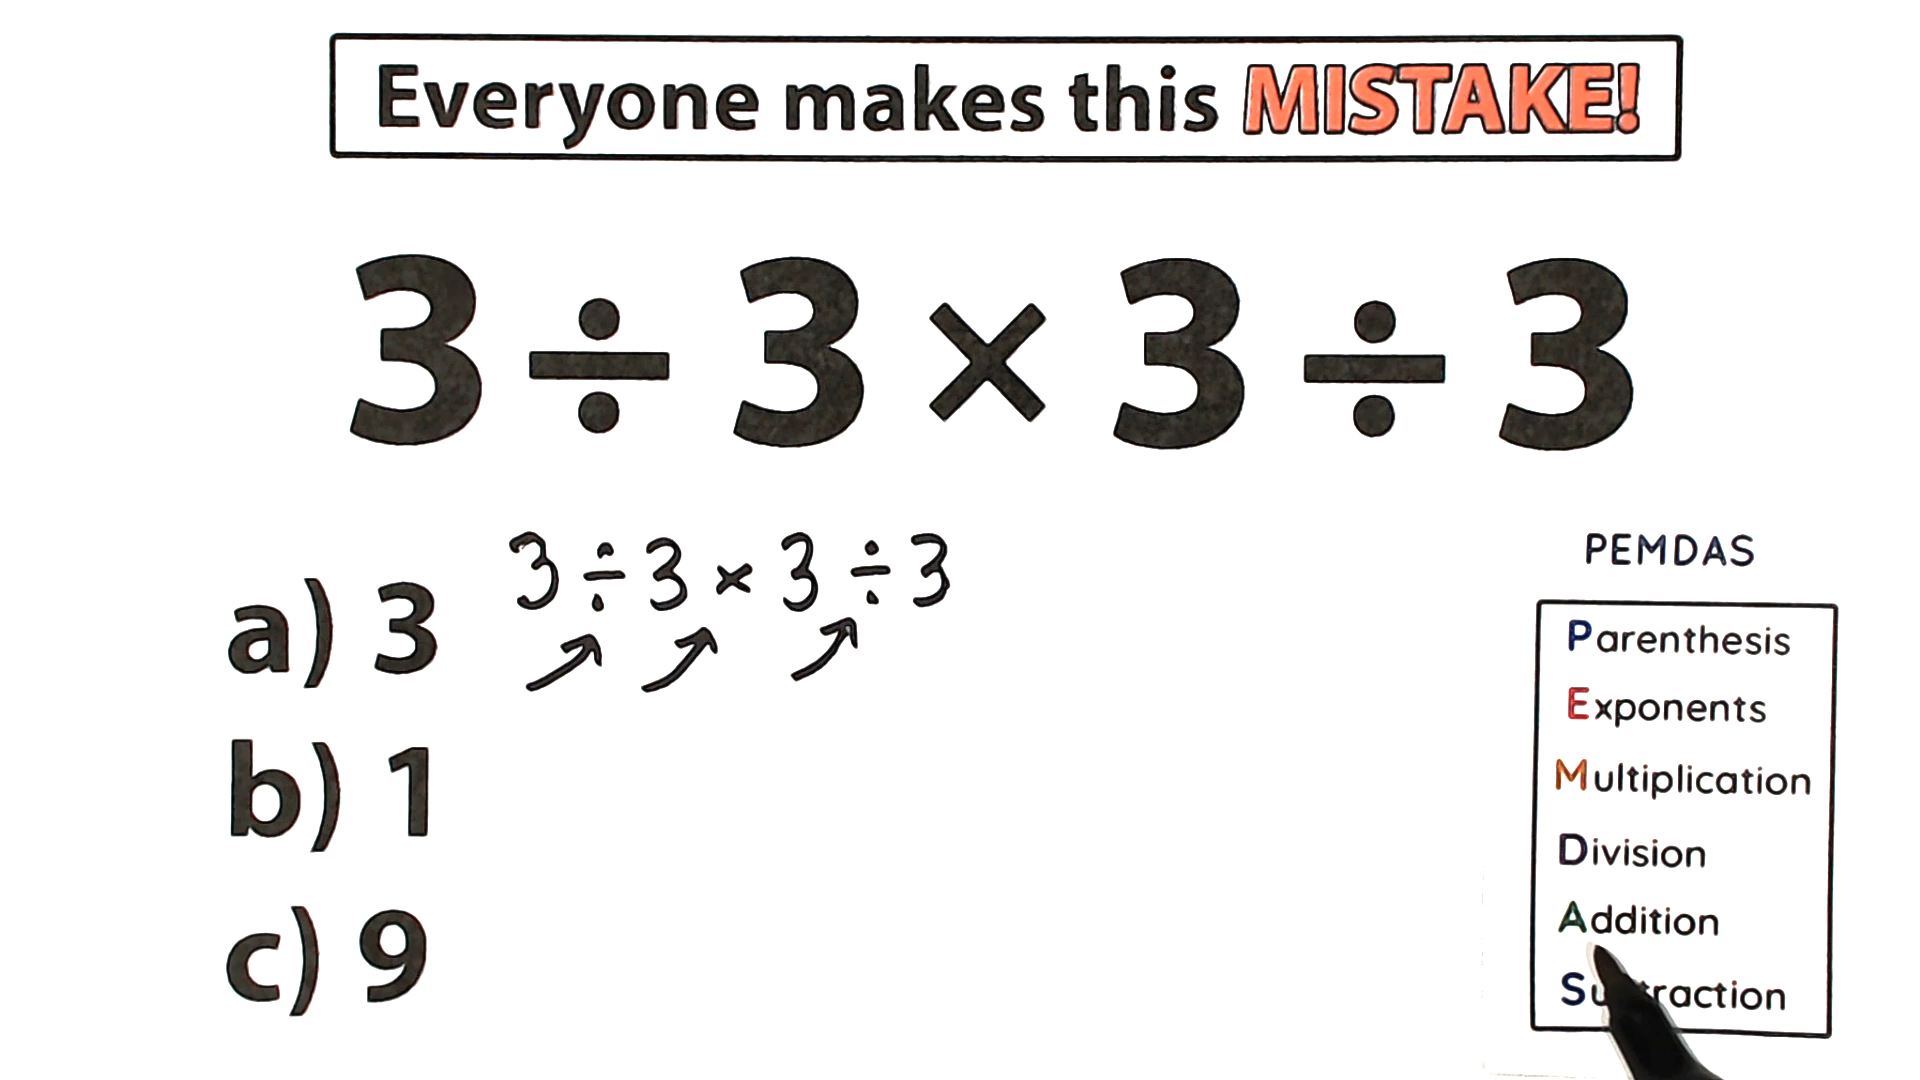 Everyone makes this MISTAKE!
3 ÷ 3 × 3 ÷ 3
3 ÷ 3 × 3 ÷ 3
a) 3
b) 1
c) 9
PEMDAS
Parenthesis
Exponents
Multiplication
Division
Addition
Subtraction